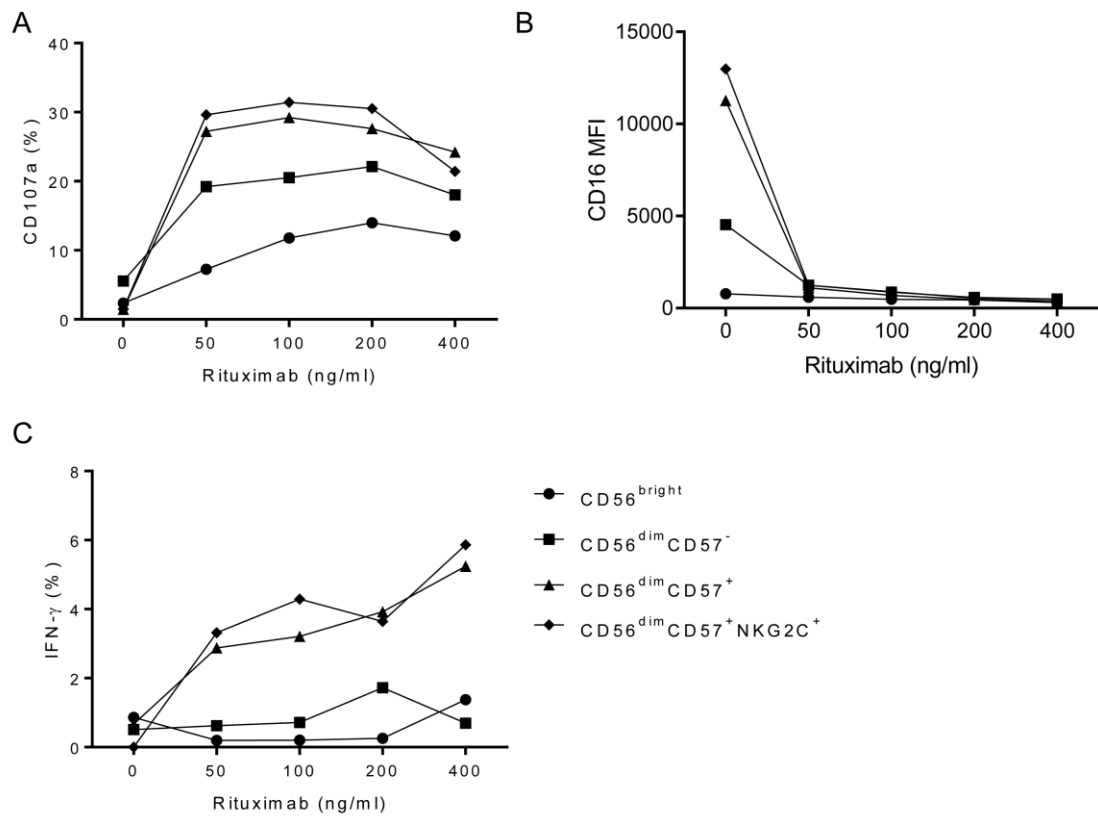 A
CD107a (%)
40
30
20
10
0
0 50 100 200 400
Rituximab (ng/ml)
B
CD16 MFI
15000
10000
5000
0
0 50 100 200 400
Rituximab (ng/ml)
C
IFN-γ (%)
8
6
4
2
0
0 50 100 200 400
Rituximab (ng/ml)
CD56bright
CD56dimCD57-
CD56dimCD57+
CD56dimCD57+NKG2C+